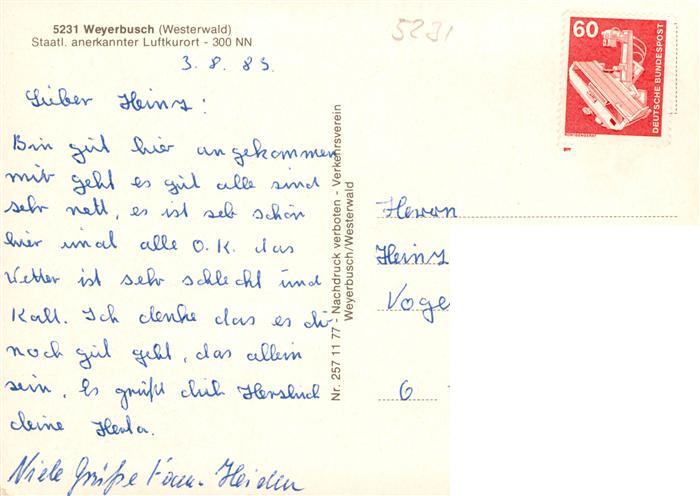 5231 Weyerbusch (Westerwald)
Staatl. anerkannter Luftkurort - 300 NN
5231
3. 8. 83
60
DEUTSCHE BUNDESPOST
Lieber Heinz!
Bin gut hier angekommen
mir geht es gut alle sind
sehr nett, es ist seh schön
hier und alle O.K. das
Wetter ist sehr schlecht und
Kalt. Ich denke das es dir
noch gut geht, das allein
sein, Es grüßt dich Herzlich
deine Herta.
Viele Grüße Fam. Heiden
Nr. 257 11 77 - Nachdruck verboten - Verkehrsverein
Weyerbusch/Westerwald
Herrn
Heinz
Voge
6
1